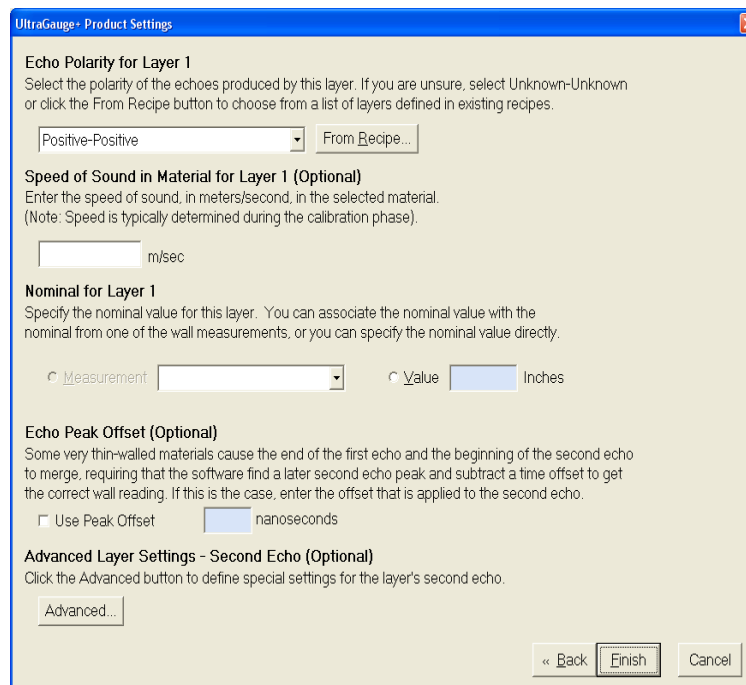 UltraGauge+ Product Settings
Echo Polarity for Layer 1
Select the polarity of the echoes produced by this layer. If you are unsure, select Unknown-Unknown
or click the From Recipe button to choose from a list of layers defined in existing recipes.
Positive-Positive From Recipe...
Speed of Sound in Material for Layer 1 (Optional)
Enter the speed of sound, in meters/second, in the selected material.
(Note: Speed is typically determined during the calibration phase).
m/sec
Nominal for Layer 1
Specify the nominal value for this layer. You can associate the nominal value with the
nominal from one of the wall measurements, or you can specify the nominal value directly.
Measurement Value Inches
Echo Peak Offset (Optional)
Some very thin-walled materials cause the end of the first echo and the beginning of the second echo
to merge, requiring that the software find a later second echo peak and subtract a time offset to get
the correct wall reading. If this is the case, enter the offset that is applied to the second echo.
Use Peak Offset nanoseconds
Advanced Layer Settings - Second Echo (Optional)
Click the Advanced button to define special settings for the layer's second echo.
Advanced...
« Back Finish Cancel